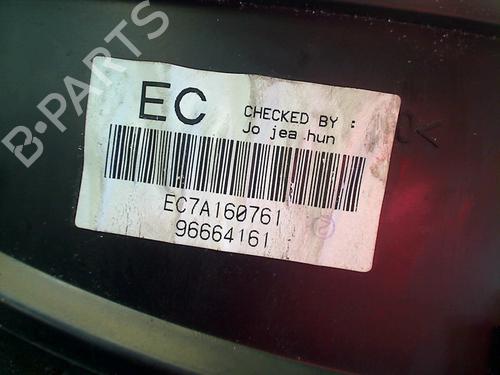 B-PARTS
EC
CHECKED BY :
Jo jea hun
EC7A160761
96664161